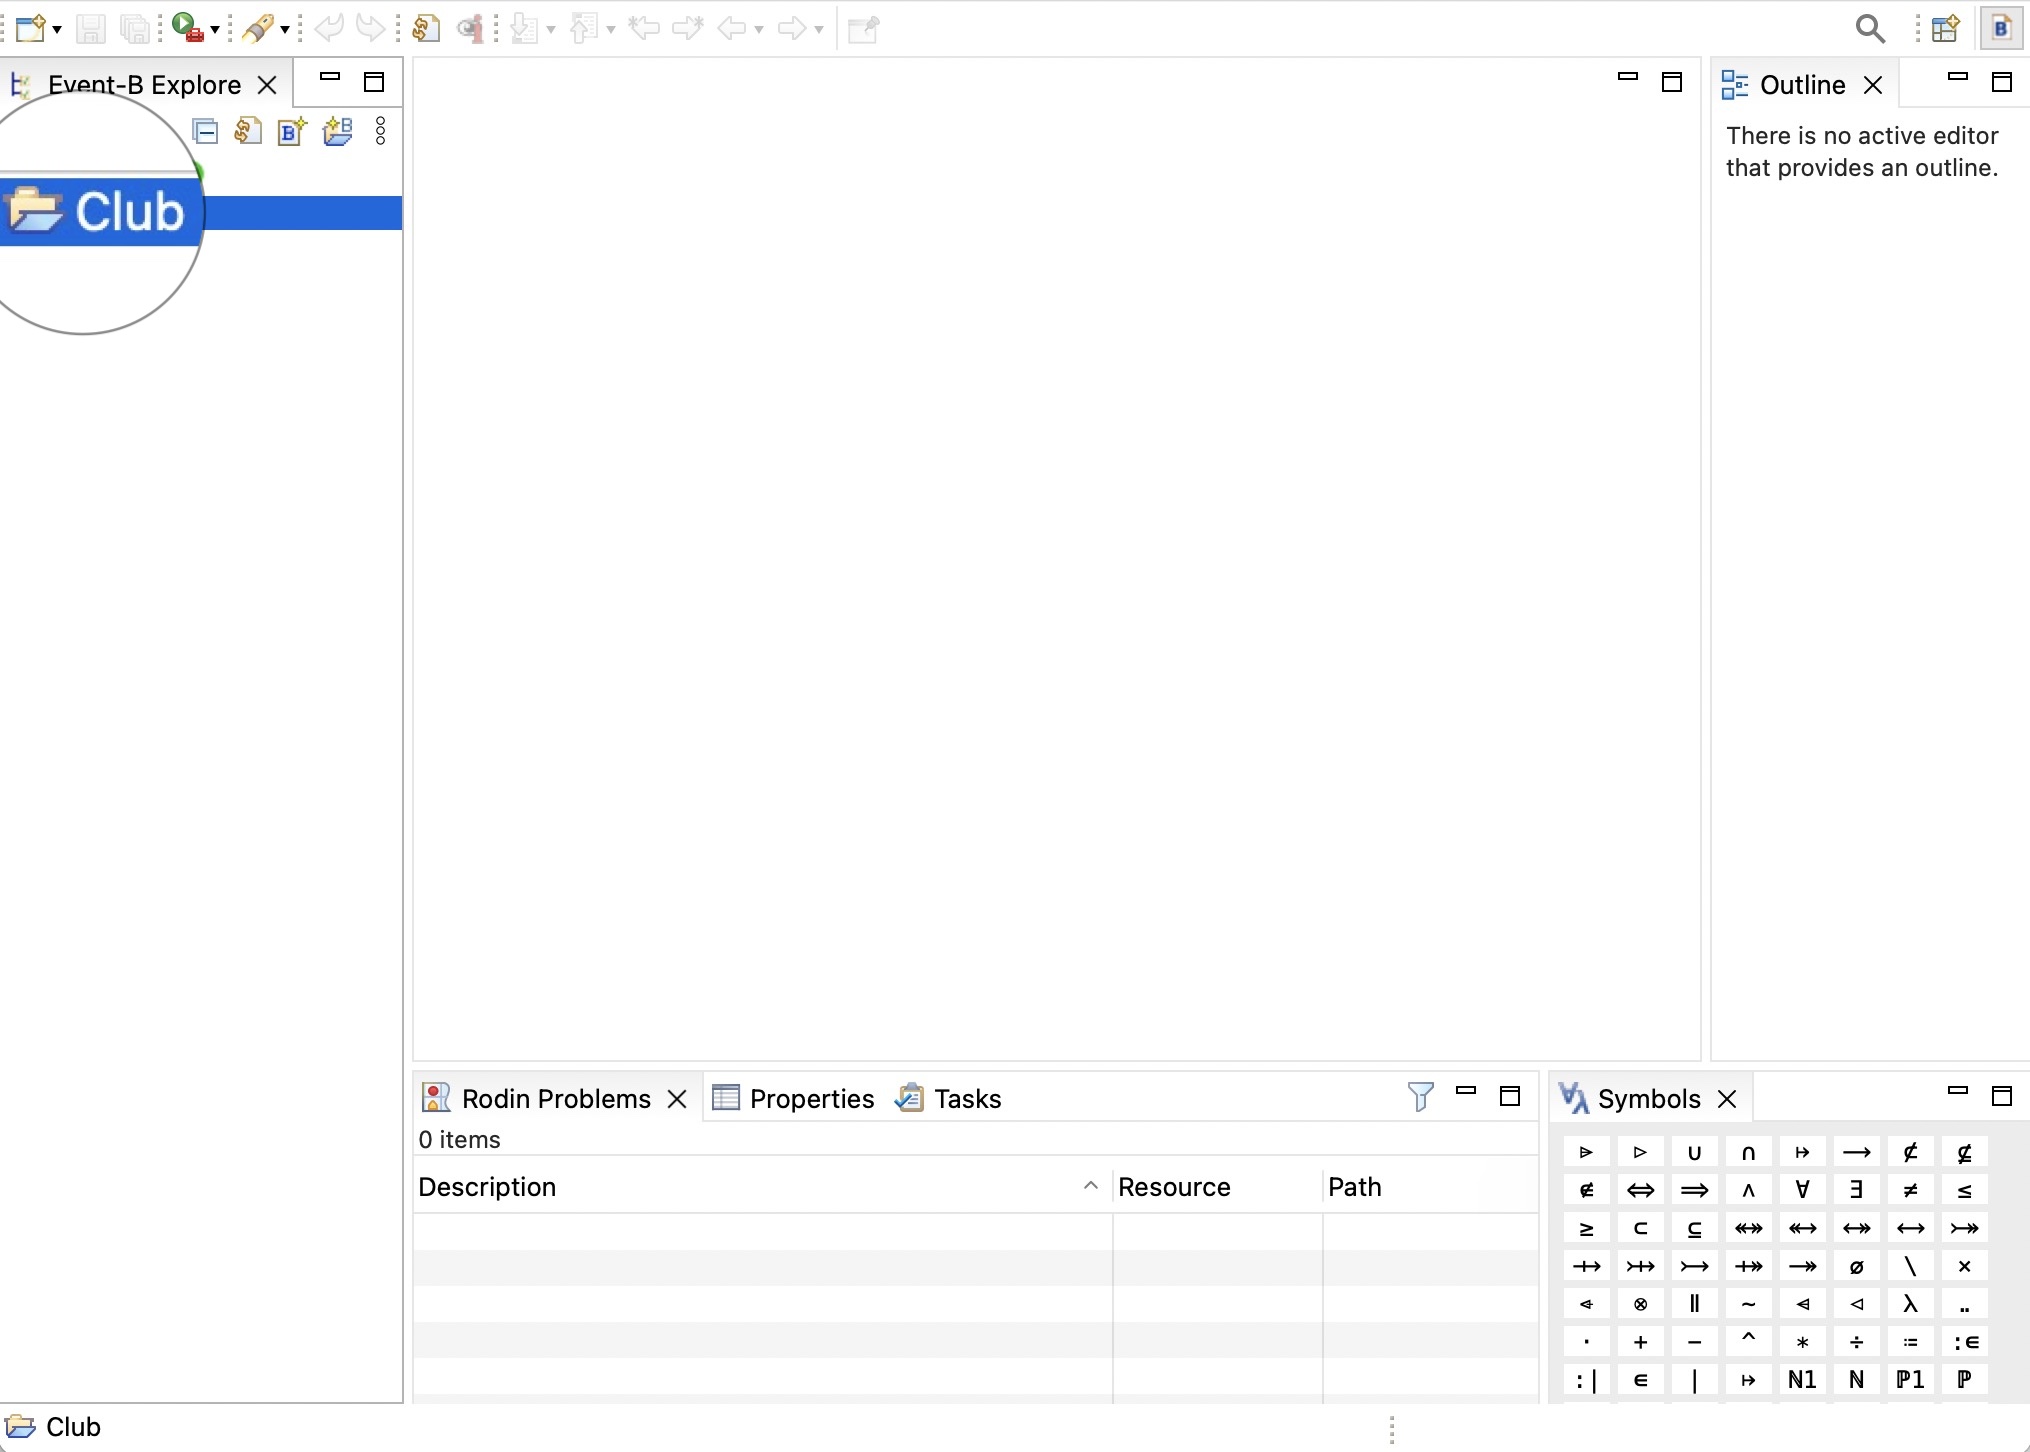 Event-B Explore
Outline
There is no active editor
that provides an outline.
Club
Rodin Problems
Properties
Tasks
0 items
Description
Resource
Path
Symbols
⩥ ▷ ∪ ∩ ↦ ⟶ ⊄ ⊈
∉ ⇔ ⇒ ∧ ∀ ∃ ≠ ≤
≥ ⊂ ⊆  ↔ ⤖
⇸ ⤔ ↣ ⤀ ↠ ∅ \ ×
⊗ ∥ ∼ ⩤ ◁ λ ‥
· + − ^ ∗ ÷ ≔ :∈
:∣ ∈ ∣ ↦ ℕ1 ℕ ℙ1 ℙ
Club